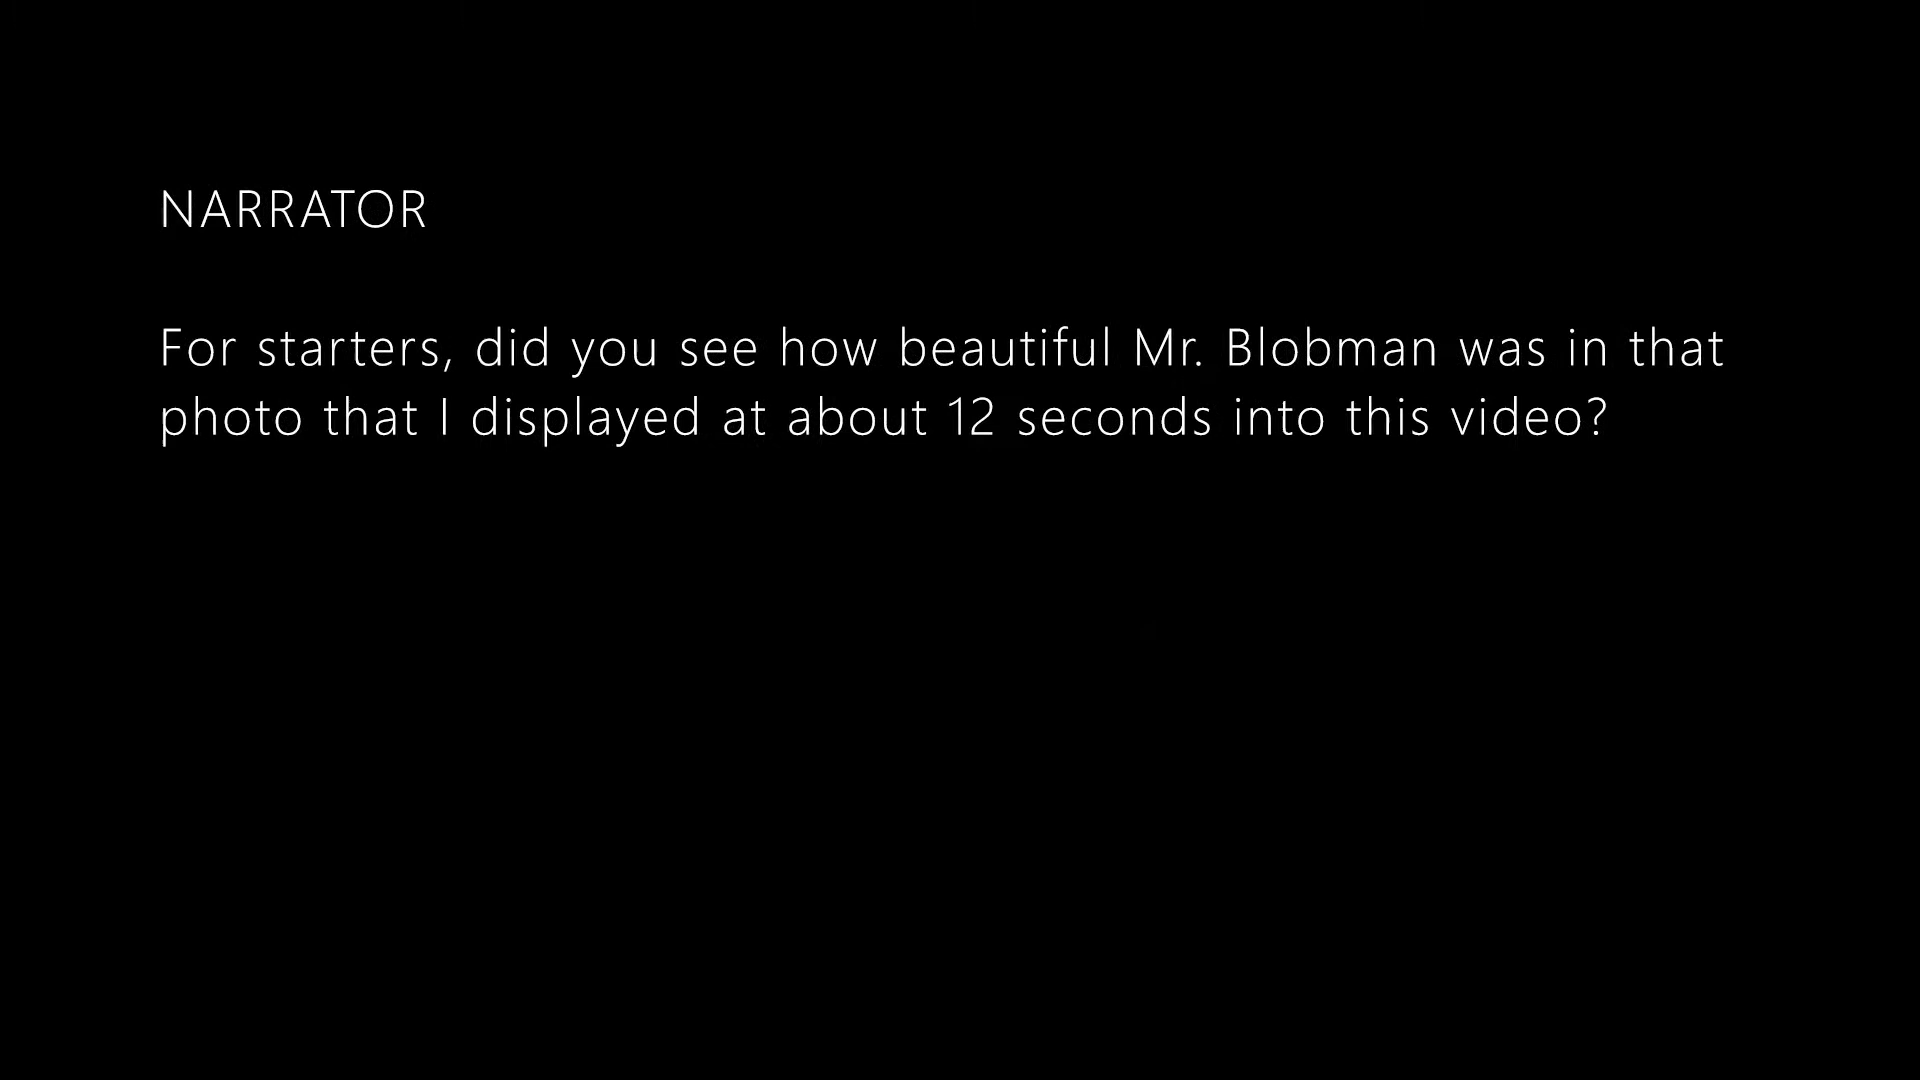 NARRATOR
For starters, did you see how beautiful Mr. Blobman was in that
photo that I displayed at about 12 seconds into this video?